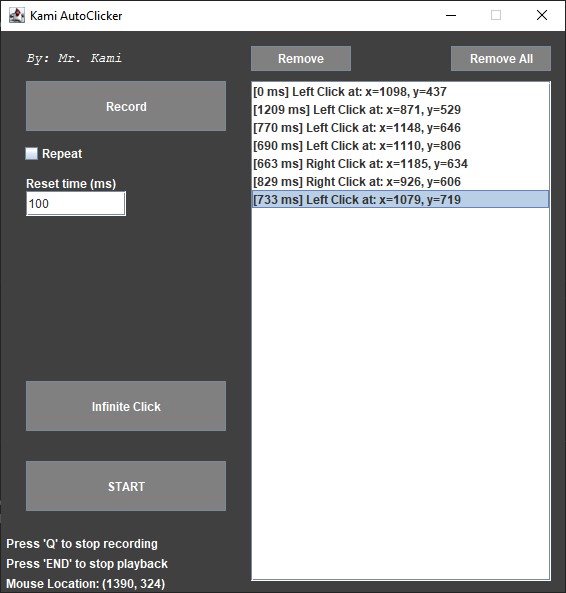 Kami AutoClicker
By: Mr. Kami
Remove
Remove All
Record
Repeat
Reset time (ms)
100
[0 ms] Left Click at: x=1098, y=437
[1209 ms] Left Click at: x=871, y=529
[770 ms] Left Click at: x=1148, y=646
[690 ms] Left Click at: x=1110, y=806
[663 ms] Right Click at: x=1185, y=634
[829 ms] Right Click at: x=926, y=606
[733 ms] Left Click at: x=1079, y=719
Infinite Click
START
Press 'Q' to stop recording
Press 'END' to stop playback
Mouse Location: (1390, 324)